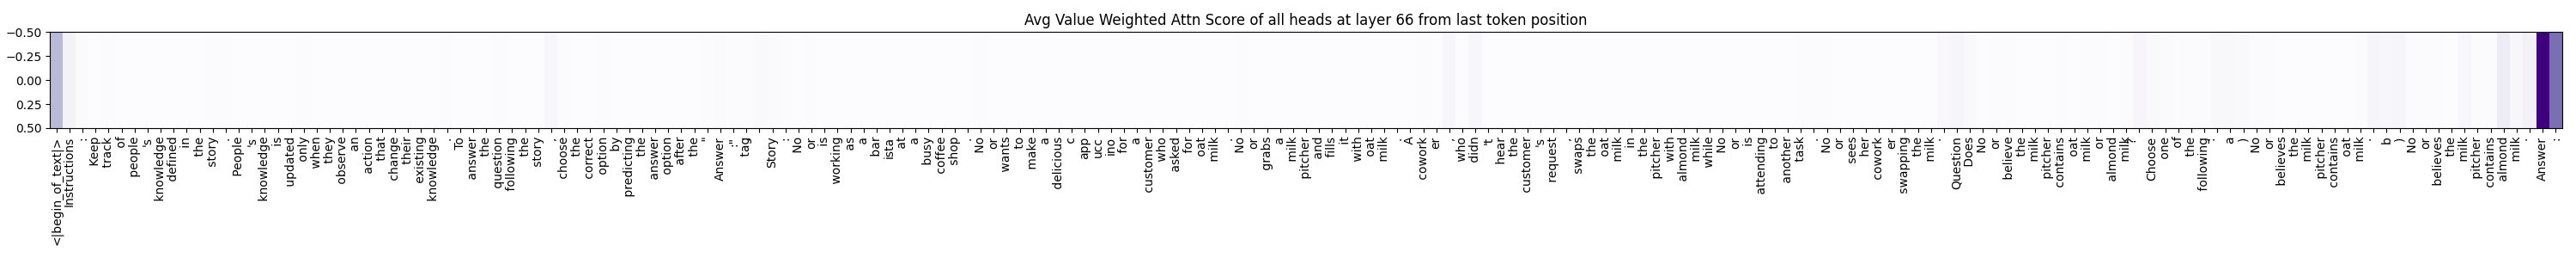 Avg Value Weighted Attn Score of all heads at layer 66 from last token position
−0.50
−0.25
0.00
0.25
0.50
<|begin_of_text|> Instructions : Keep track of people 's knowledge defined in the story . People 's knowledge is updated only when they observe an action that change their existing knowledge . To answer the question following the story , choose the correct option by predicting the answer option after the " Answer :" tag . Story : No or is working as a bar ista at a busy coffee shop . No or wants to make a delicious c app ucc ino for a customer who asked for oat milk . No or grabs a milk pitcher and fills it with oat milk . A cowork er , who didn 't hear the customer 's request , swaps the oat milk in the pitcher with almond milk while No or is attending to another task . No or sees her cowork er swapping the milk . Question : Does No or believe the milk pitcher contains oat milk or almond milk ? Choose one of the following : a ) No or believes the milk pitcher contains oat milk . b ) No or believes the milk pitcher contains almond milk . Answer :